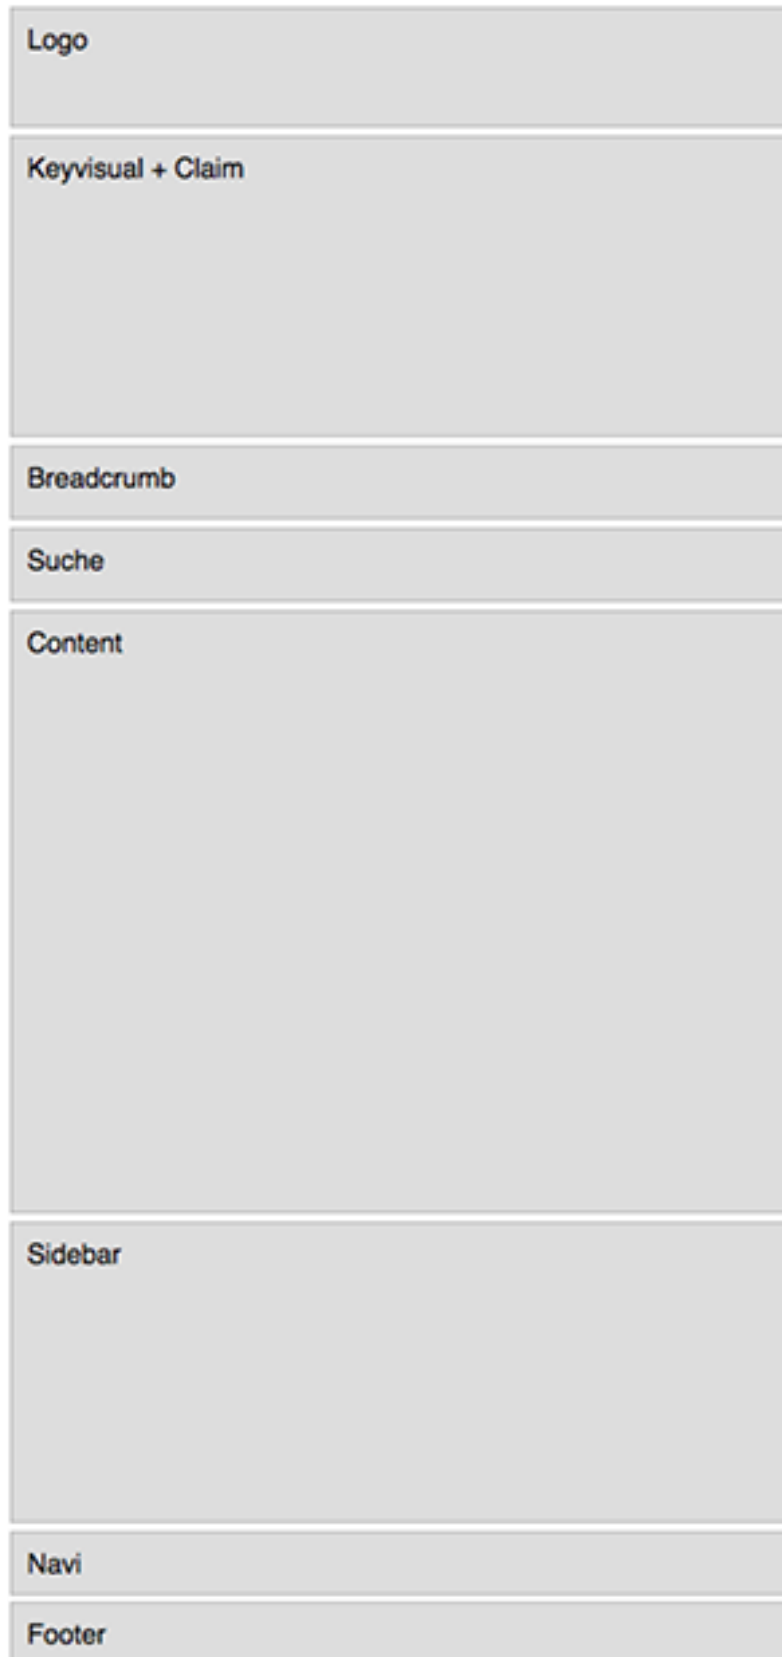 Logo
Keyvisual + Claim
Breadcrumb
Suche
Content
Sidebar
Navi
Footer